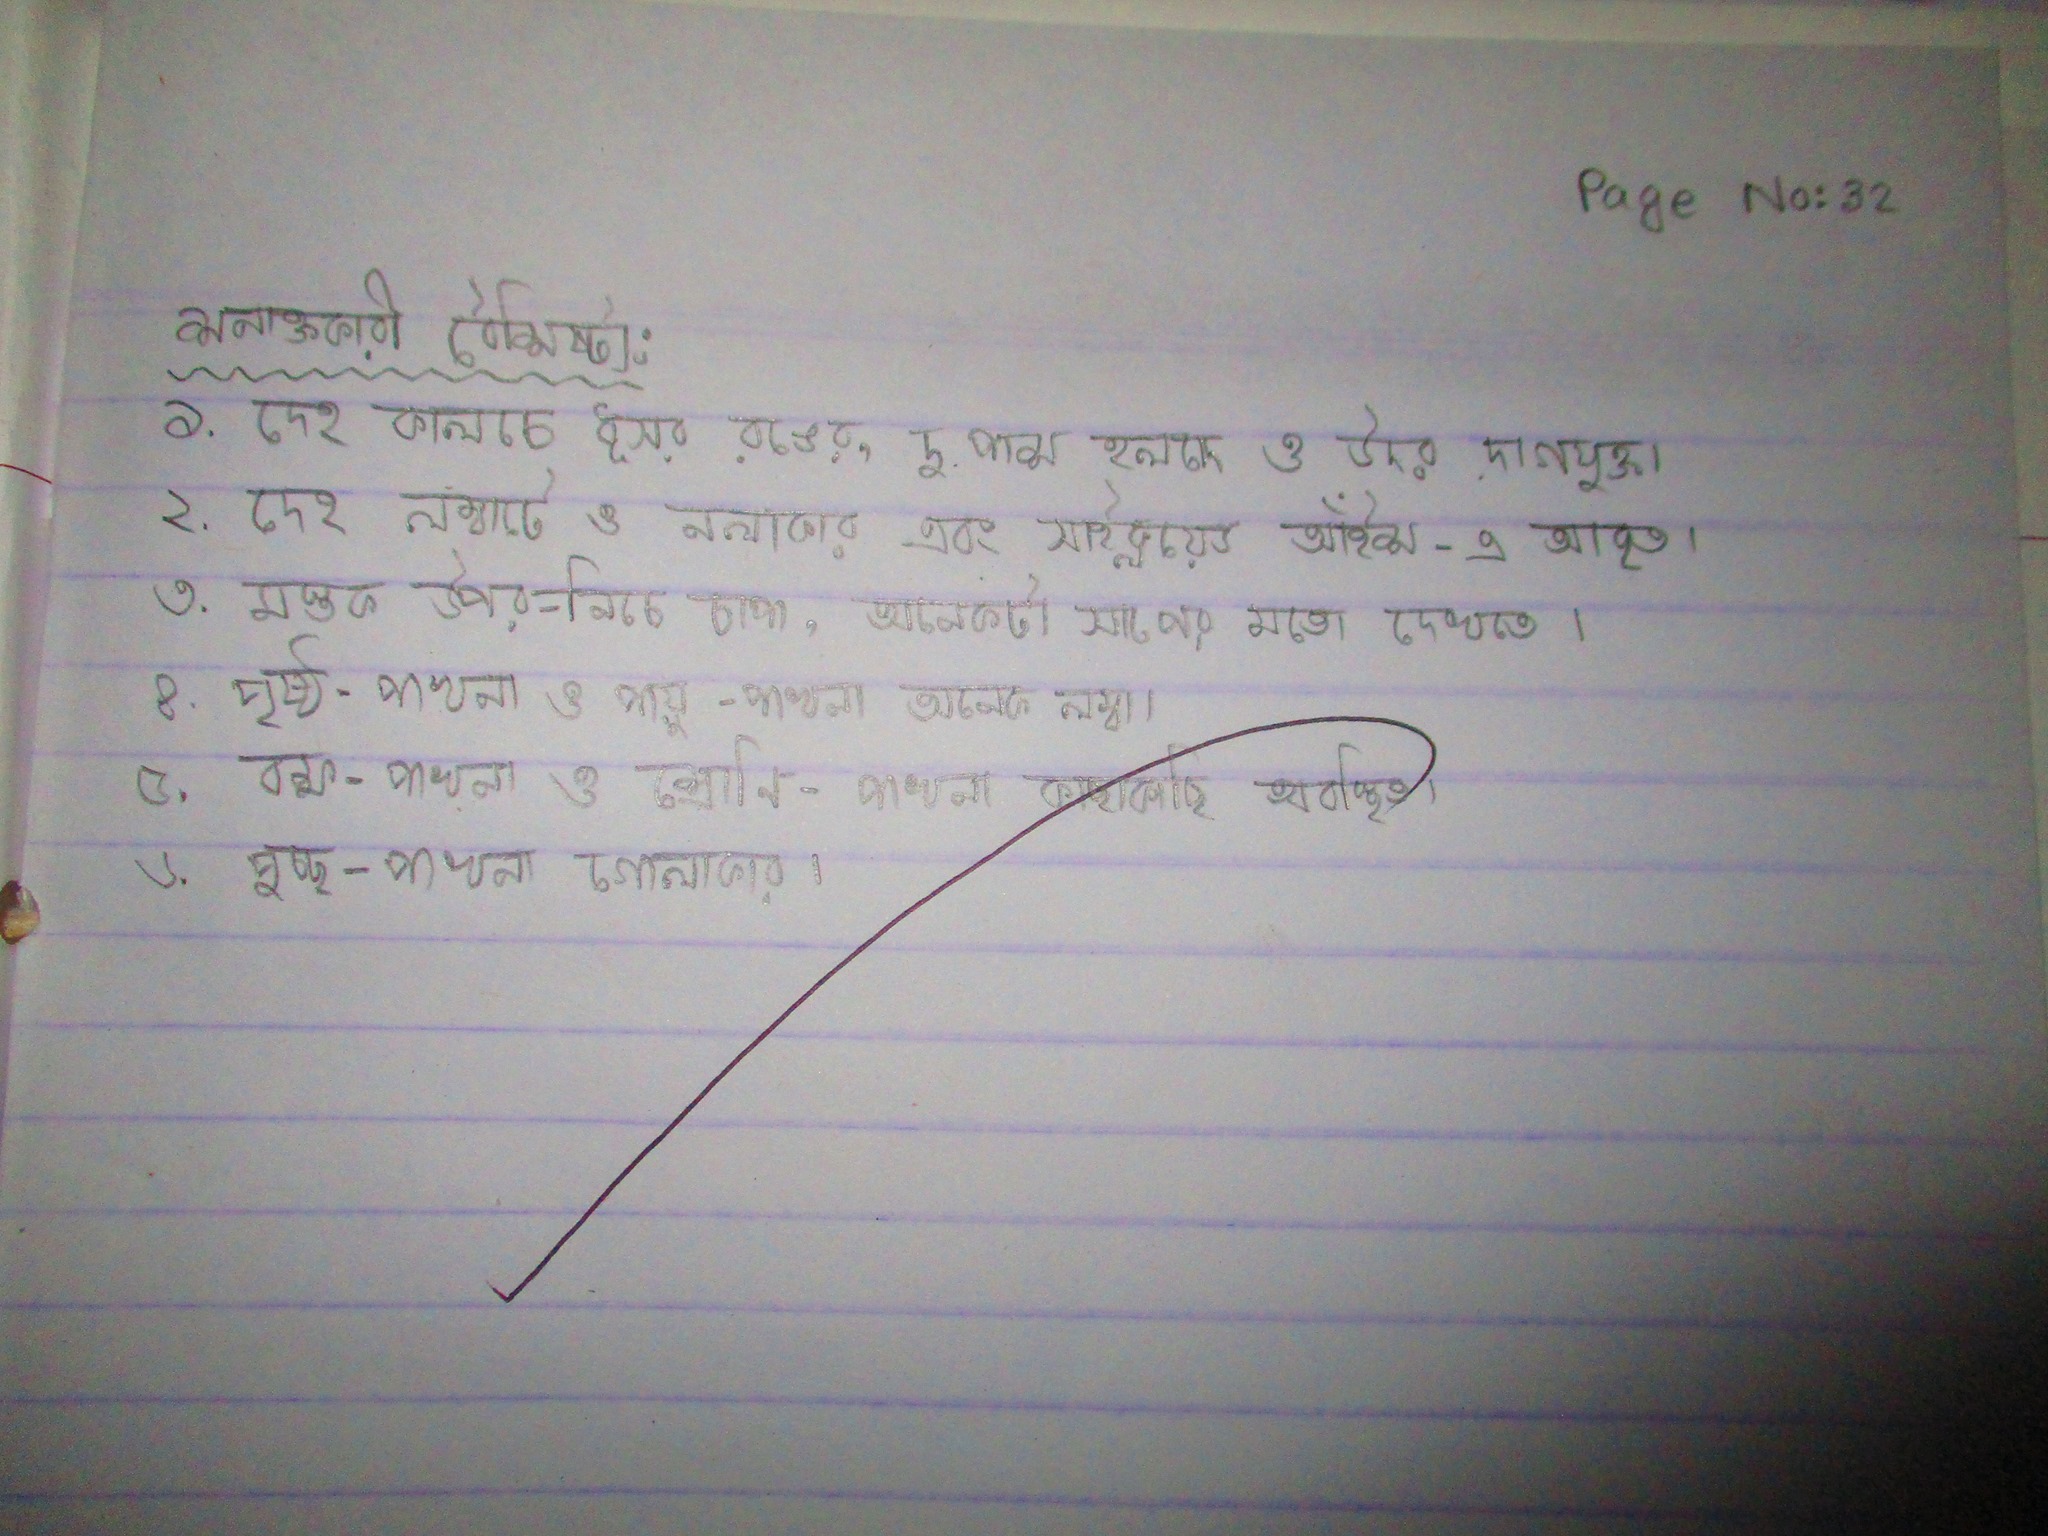 Page No:32
শনাক্তকারী বৈশিষ্ট্য:
১. দেহ কালচে ধূসর রঙের, দু পাশ হলদে ও উদর দাগযুক্ত।
২. দেহ লম্বাটে ও নলাকার এবং সাইক্লয়েড আঁইশ-এ আবৃত।
৩. মস্তক উপর-নিচে চাপা, অনেকটা সাপের মতো দেখতে।
৪. পৃষ্ঠ-পাখনা ও পায়ু-পাখনা অনেক লম্বা।
৫. বক্ষ-পাখনা ও শ্রোণি-পাখনা কাছাকাছি অবস্থিত।
৬. পুচ্ছ-পাখনা গোলাকার।